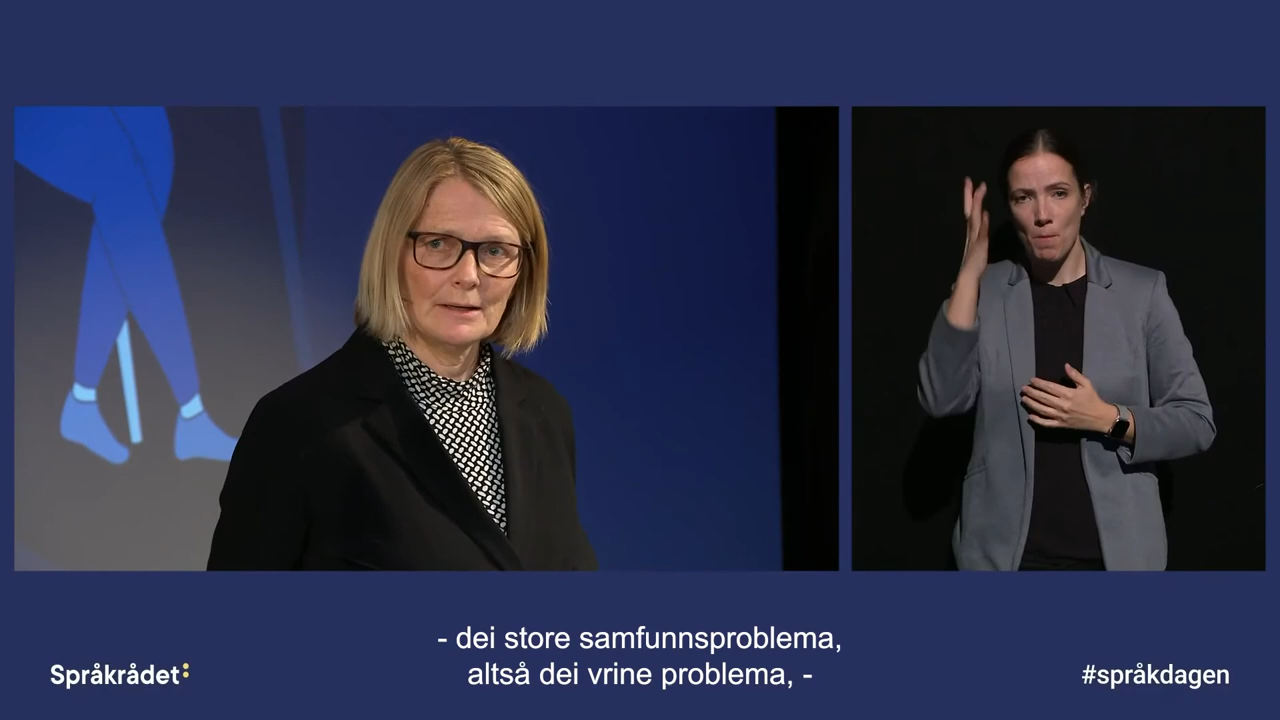 - dei store samfunnsproblema,
altså dei vrine problema, -
Språkrådet:
#språkdagen